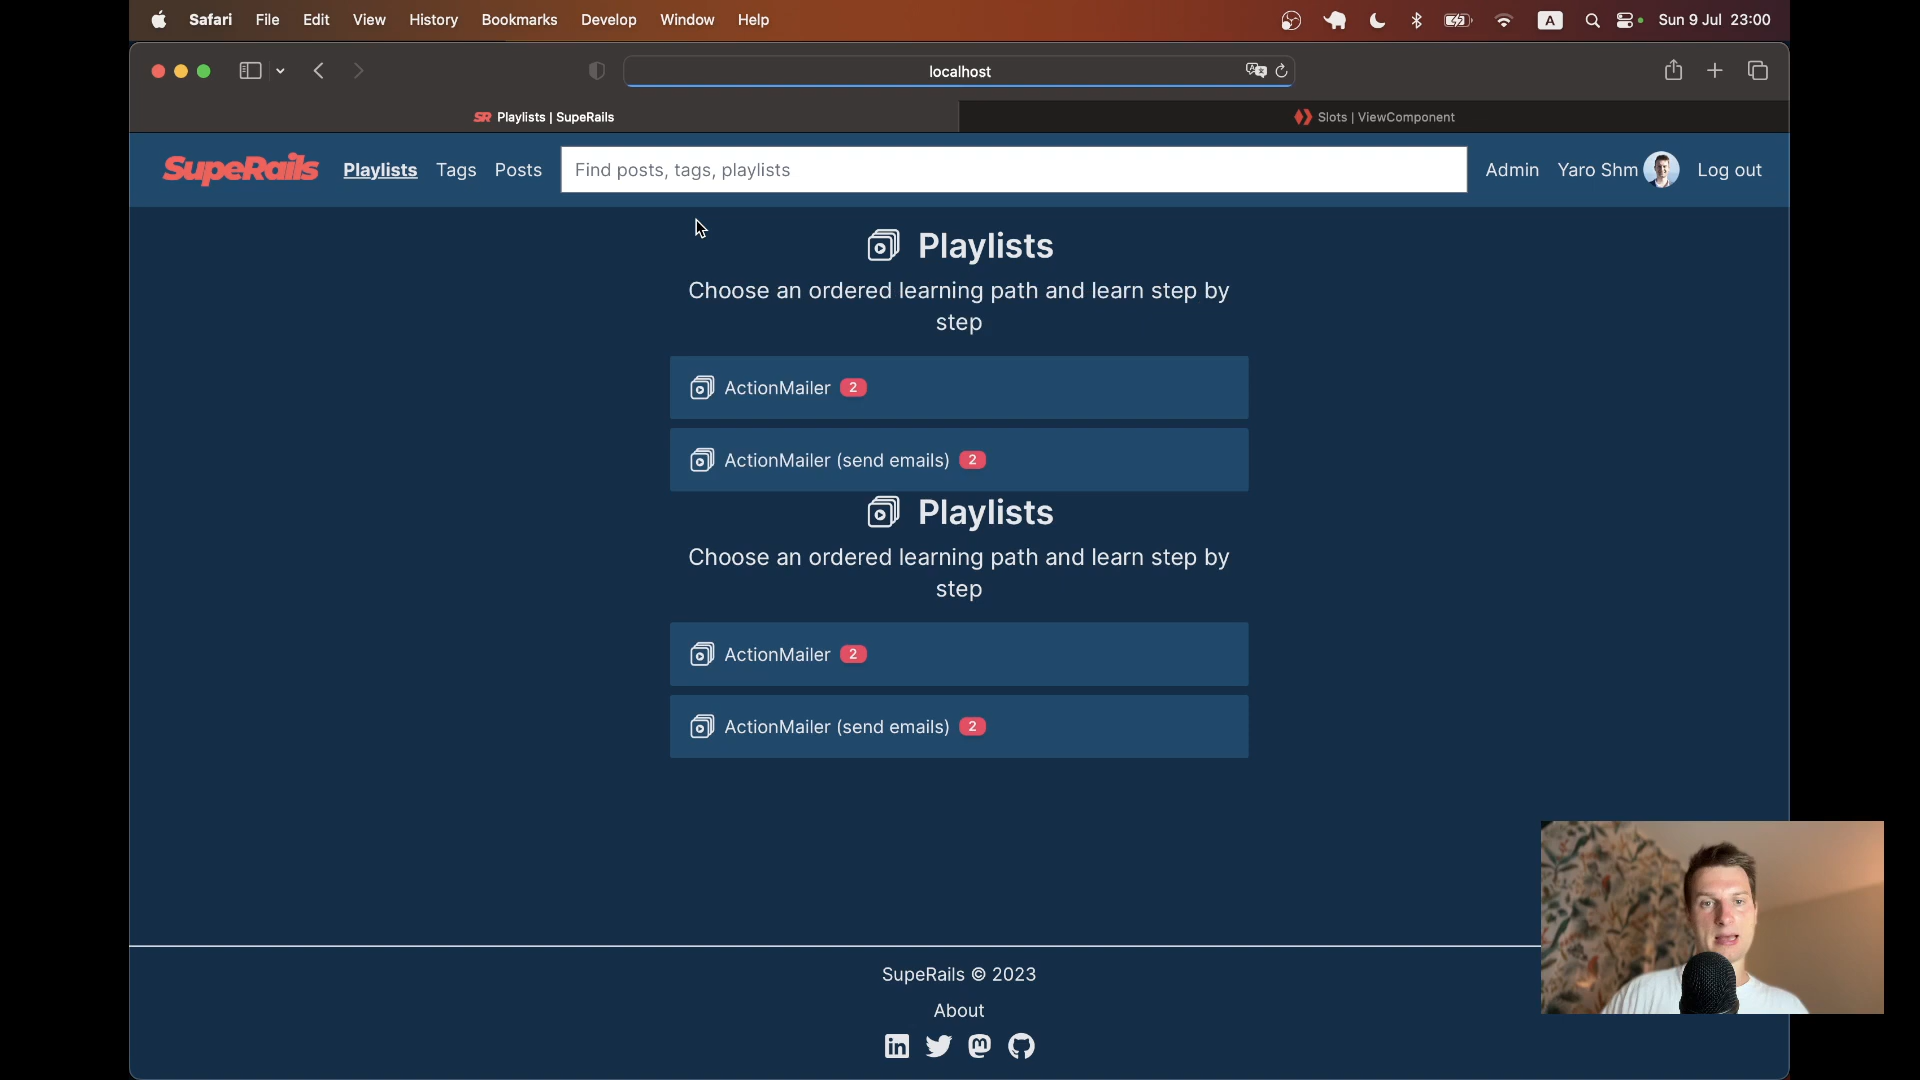 Safari File Edit View History Bookmarks Develop Window Help A Sun 9 Jul 23:00
localhost
SR Playlists | SupeRails Slots | ViewComponent
SupeRails Playlists Tags Posts Find posts, tags, playlists Admin Yaro Shm Log out
Playlists
Choose an ordered learning path and learn step by
step
ActionMailer 2
ActionMailer (send emails) 2
Playlists
Choose an ordered learning path and learn step by
step
ActionMailer 2
ActionMailer (send emails) 2
SupeRails © 2023
About